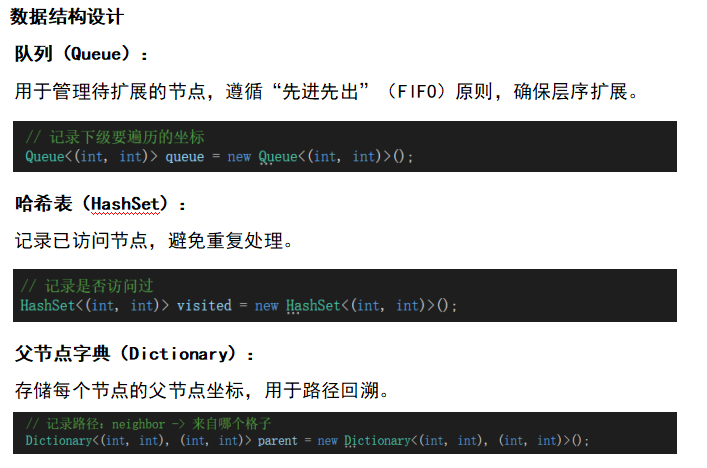 数据结构设计
队列（Queue）：
用于管理待扩展的节点，遵循“先进先出”（FIFO）原则，确保层序扩展。
// 记录下级要遍历的坐标
Queue<(int, int)> queue = new Queue<(int, int)>();
哈希表（HashSet）：
记录已访问节点，避免重复处理。
// 记录是否访问过
HashSet<(int, int)> visited = new HashSet<(int, int)>();
父节点字典（Dictionary）：
存储每个节点的父节点坐标，用于路径回溯。
// 记录路径：neighbor -> 来自哪个格子
Dictionary<(int, int), (int, int)> parent = new Dictionary<(int, int), (int, int)>();